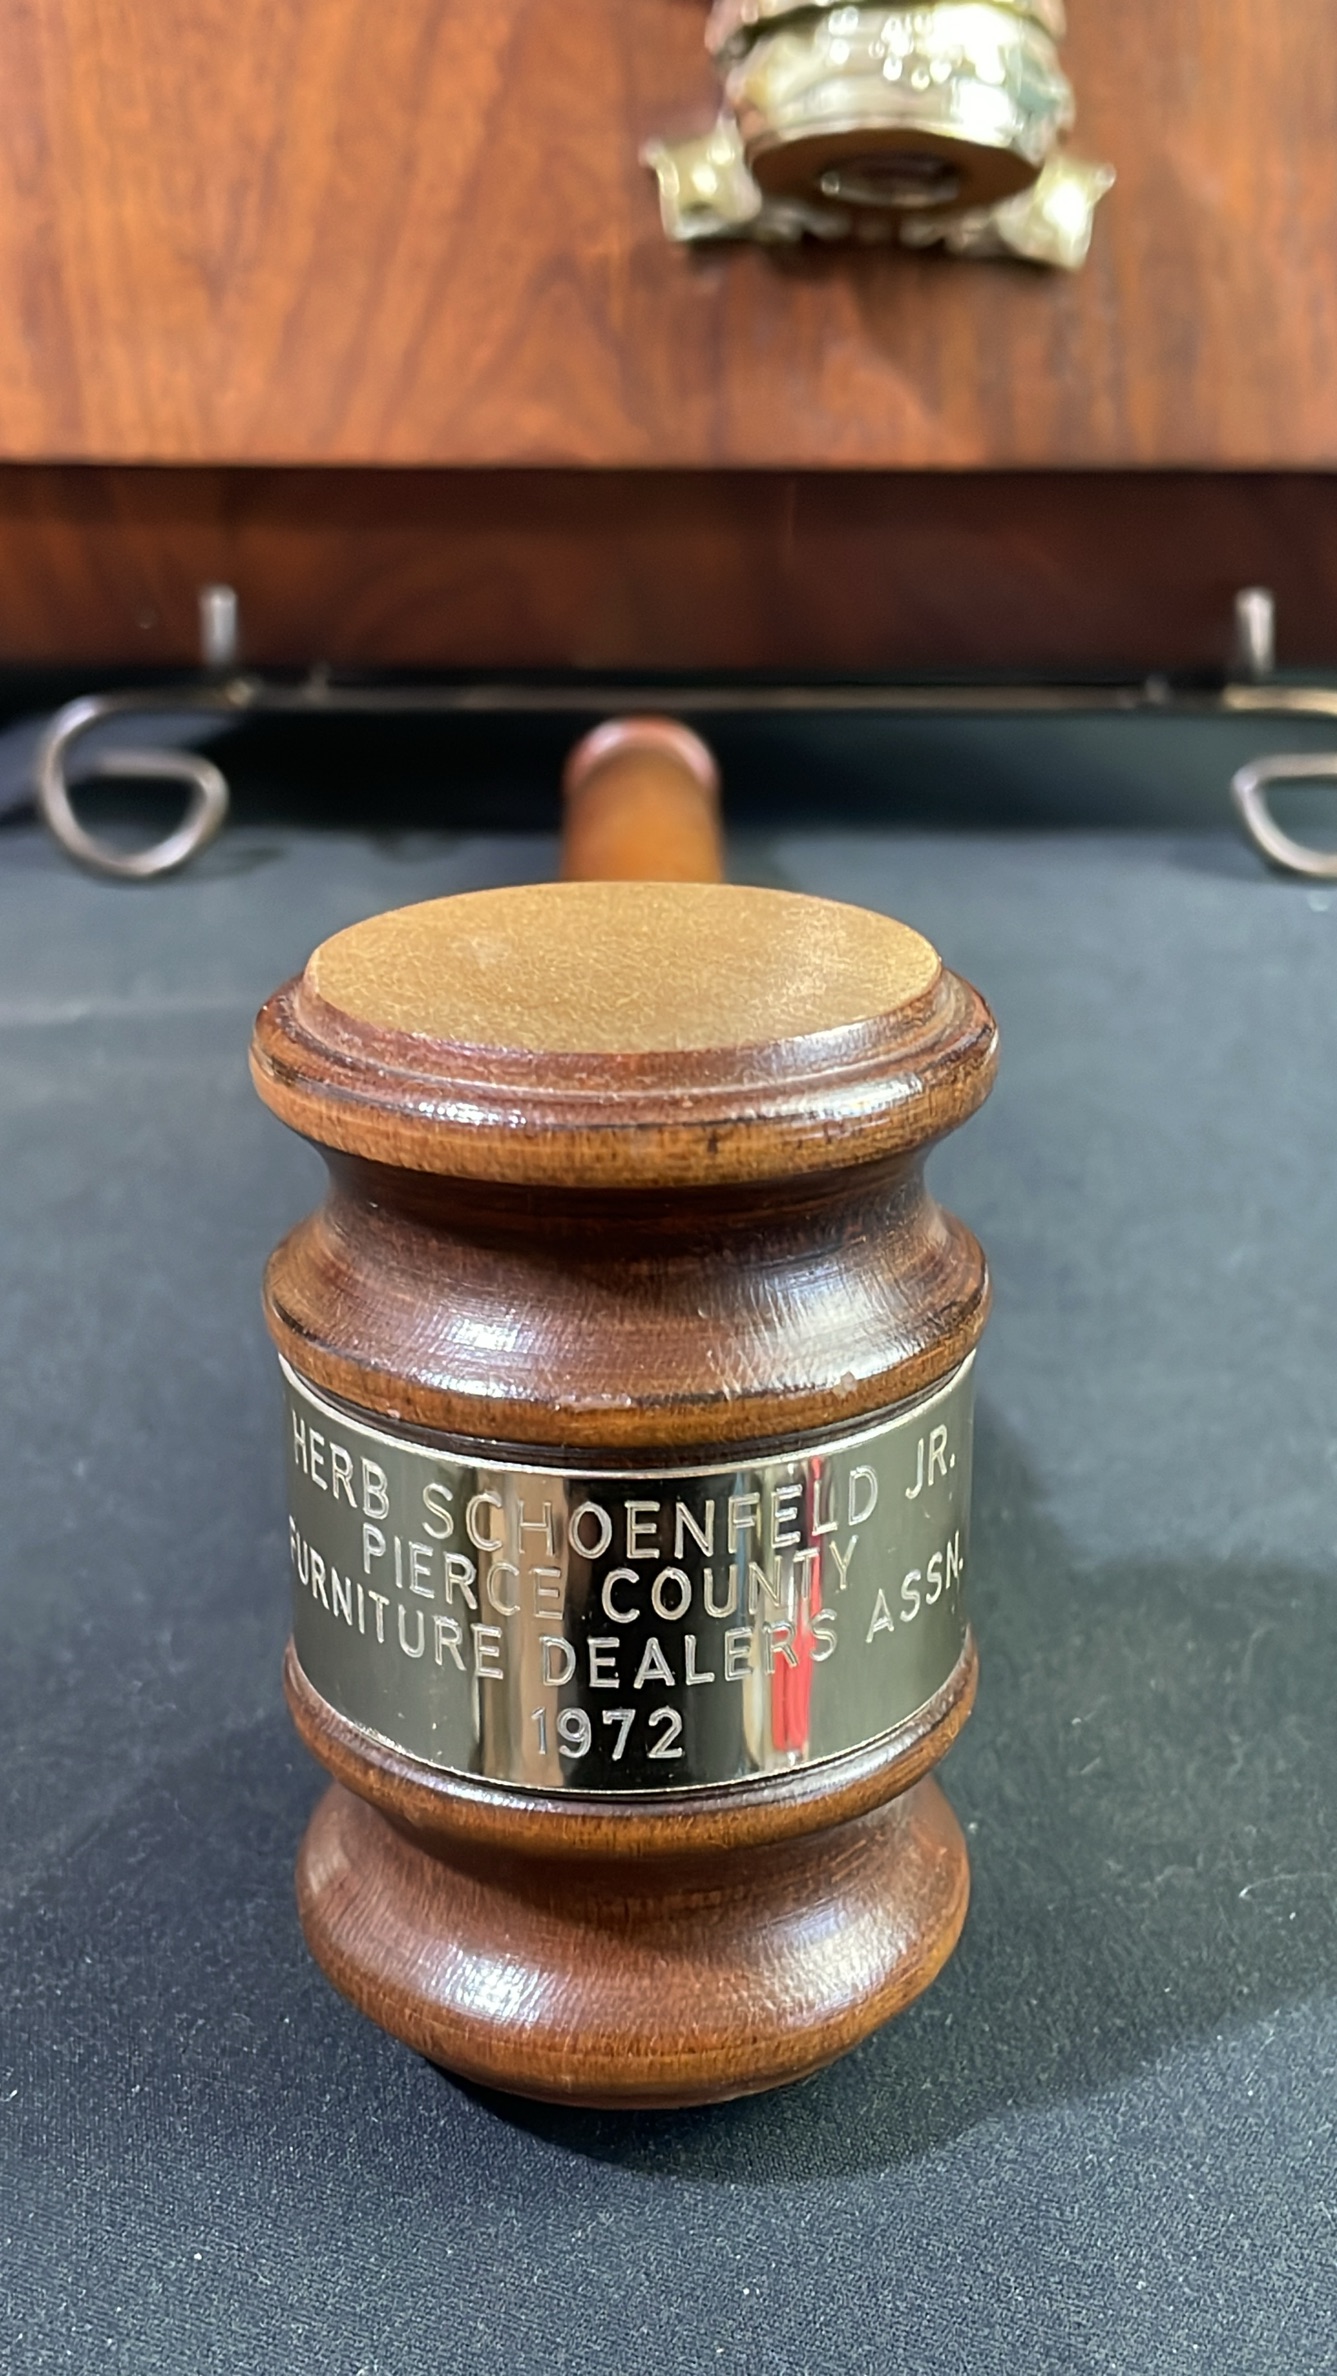 HERB SCHOENFELD JR.
PIERCE COUNTY
FURNITURE DEALERS ASSN.
1972